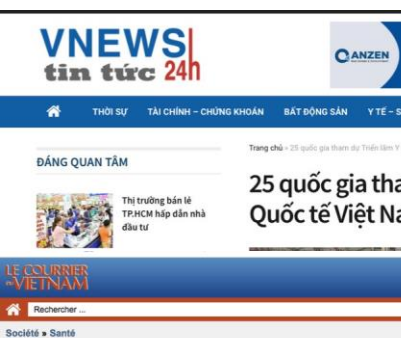 VNEWS
tin tức 24h
ANZEN
THỜI SỰ TÀI CHÍNH – CHỨNG KHOÁN BẤT ĐỘNG SẢN Y TẾ – S
Trang chủ » 25 quốc gia tham dự Triển lãm Y
ĐÁNG QUAN TÂM
25 quốc gia tha
Quốc tế Việt Na
Thị trường bán lẻ
TP.HCM hấp dẫn nhà
đầu tư
LE COURRIER
DU VIETNAM
Rechercher ...
Société » Santé